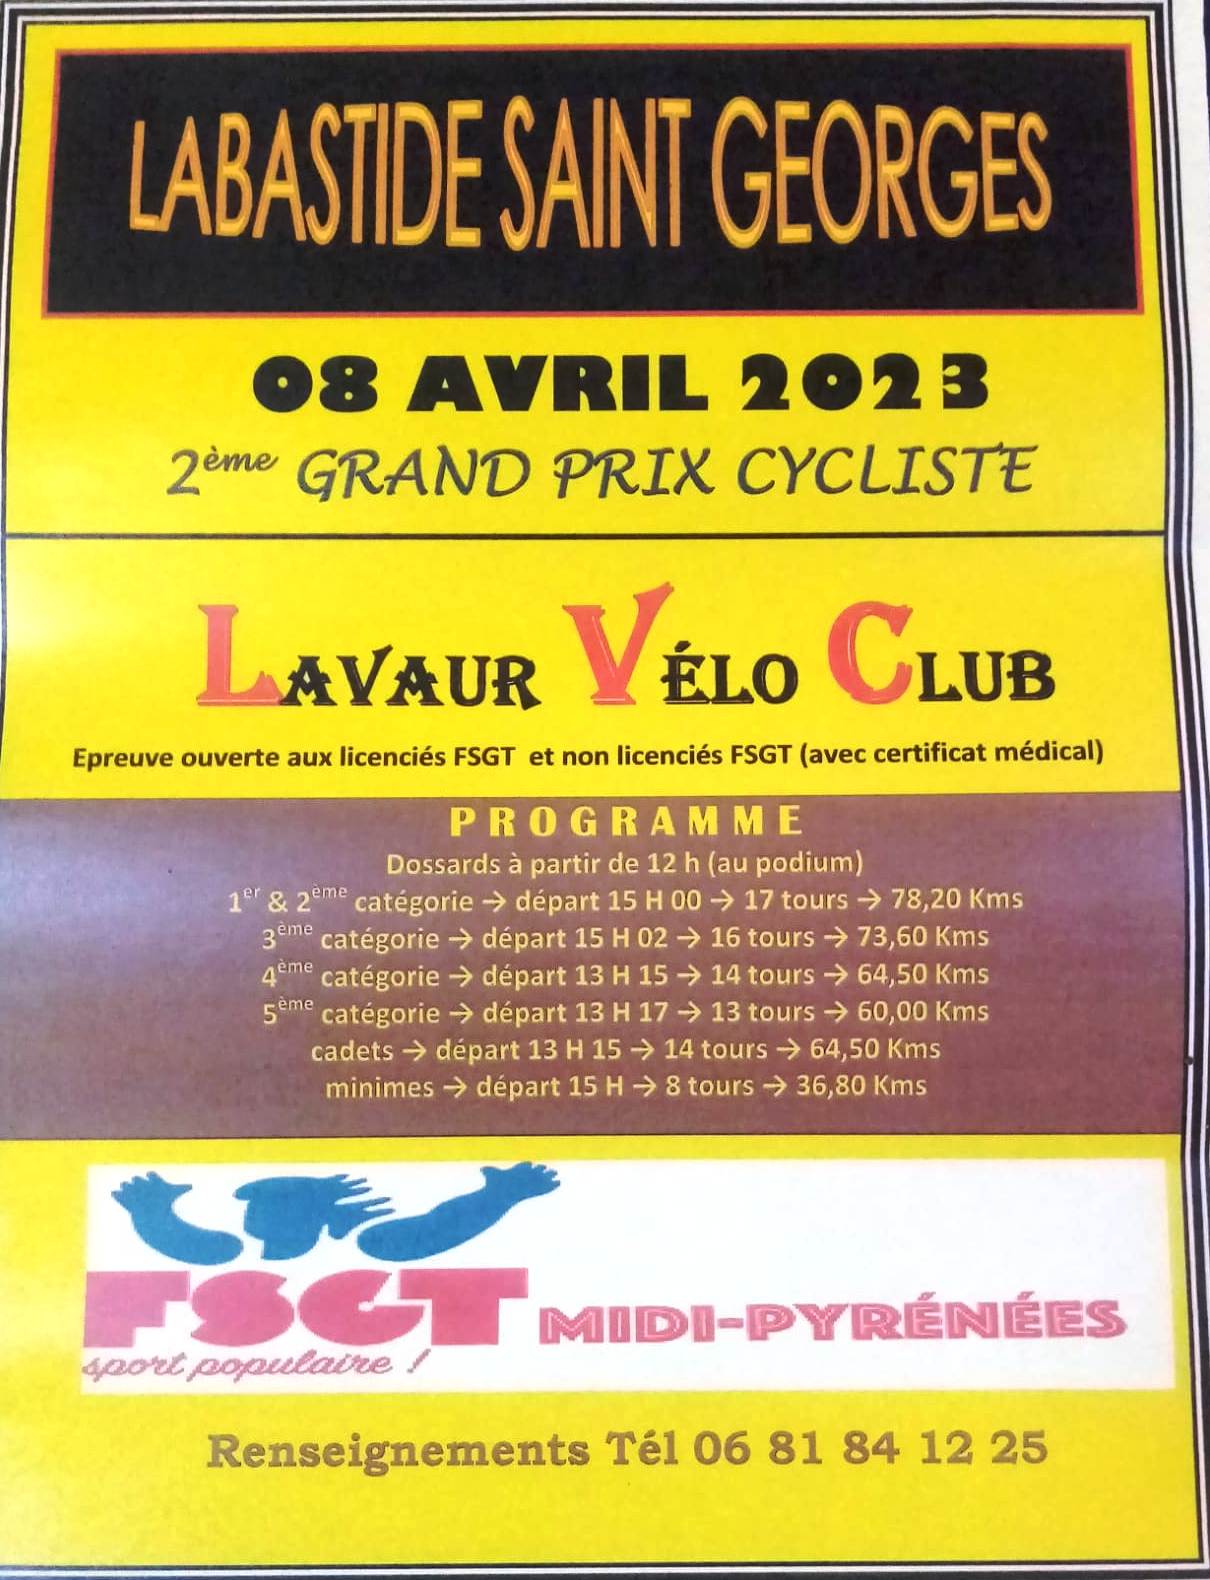 LABASTIDE SAINT GEORGES
08 AVRIL 2023
2ème GRAND PRIX CYCLISTE
LAVAUR VÉLO CLUB
Epreuve ouverte aux licenciés FSGT et non licenciés FSGT (avec certificat médical)
PROGRAMME
Dossards à partir de 12 h (au podium)
1er & 2ème catégorie → départ 15 H 00 → 17 tours → 78,20 Kms
3ème catégorie → départ 15 H 02 → 16 tours → 73,60 Kms
4ème catégorie → départ 13 H 15 → 14 tours → 64,50 Kms
5ème catégorie → départ 13 H 17 → 13 tours → 60,00 Kms
cadets → départ 13 H 15 → 14 tours → 64,50 Kms
minimes → départ 15 H → 8 tours → 36,80 Kms
FSGT MIDI-PYRÉNÉES
sport populaire !
Renseignements Tél 06 81 84 12 25